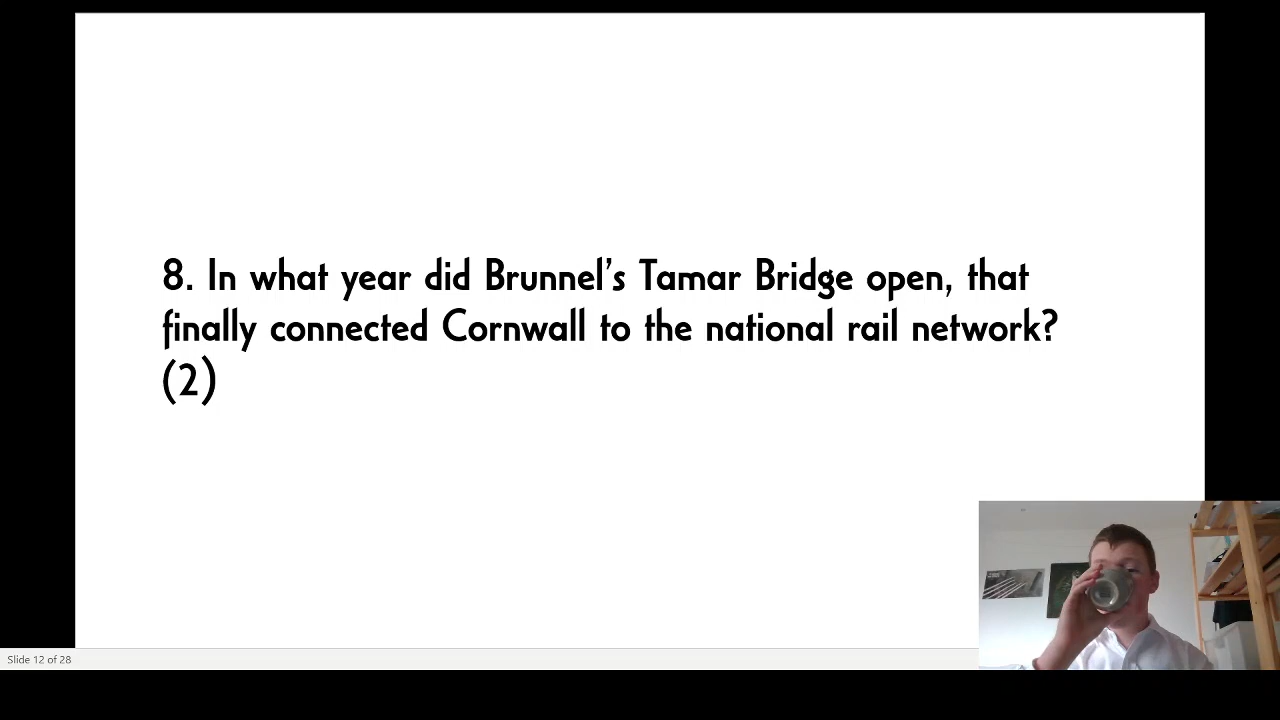 8. In what year did Brunnel’s Tamar Bridge open, that
finally connected Cornwall to the national rail network?
(2)
Slide 12 of 28